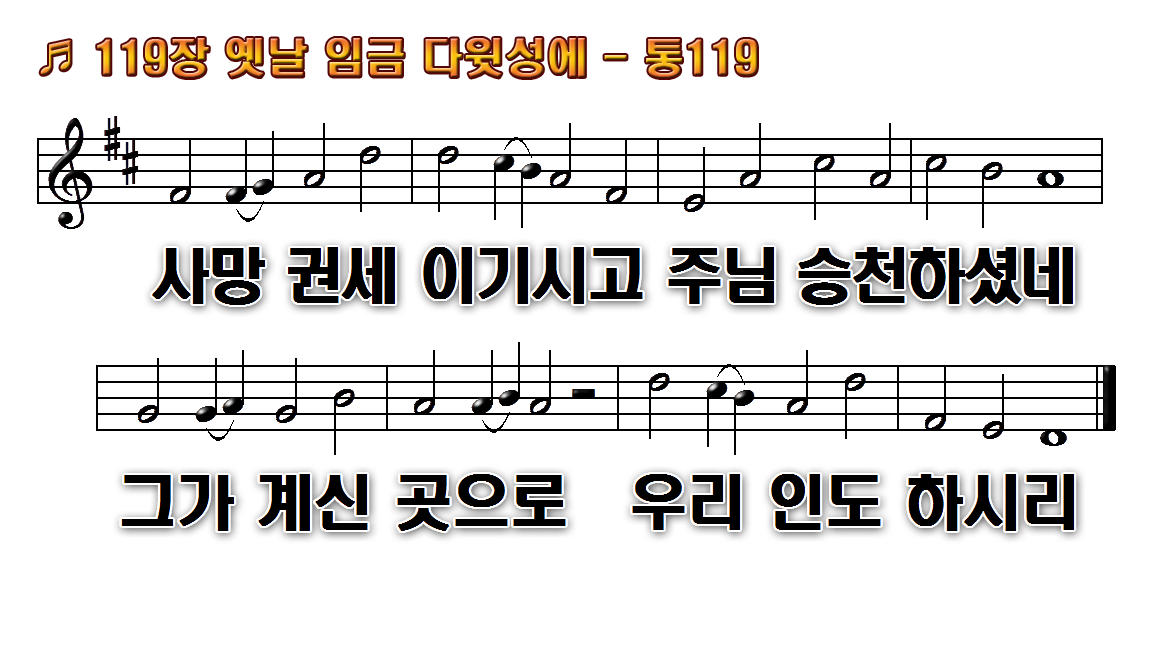 ♬ 119장 옛날 임금 다윗성에 - 통119
사망 권세 이기시고 주님 승천하셨네
그가 계신 곳으로 우리 인도 하시리